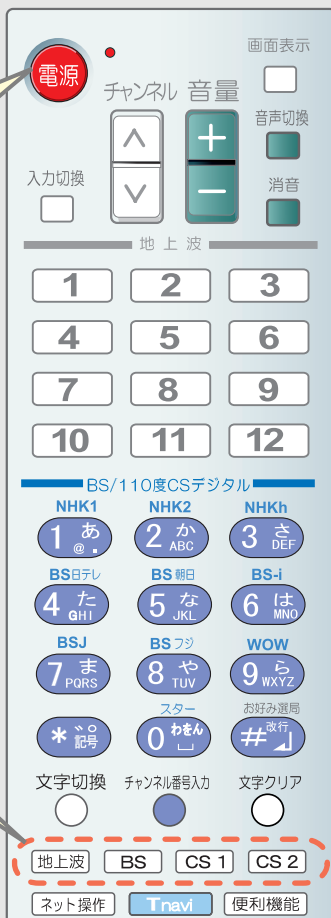 画面表示
電源
チャンネル 音量
音声切換
入力切換
消音
地上波
1 2 3
4 5 6
7 8 9
10 11 12
BS/110度CSデジタル
NHK1 NHK2 NHKh
1 あ @ . 2 か ABC 3 さ DEF
BS日テレ BS朝日 BS-i
4 た GHI 5 な JKL 6 は MNO
BSJ BSフジ WOW
7 ま PQRS 8 や TUV 9 ら WXYZ
スター お好み選局
* 記号 0 わをん # 改行
文字切換 チャンネル番号入力 文字クリア
地上波 BS CS 1 CS 2
ネット操作 Tnavi 便利機能